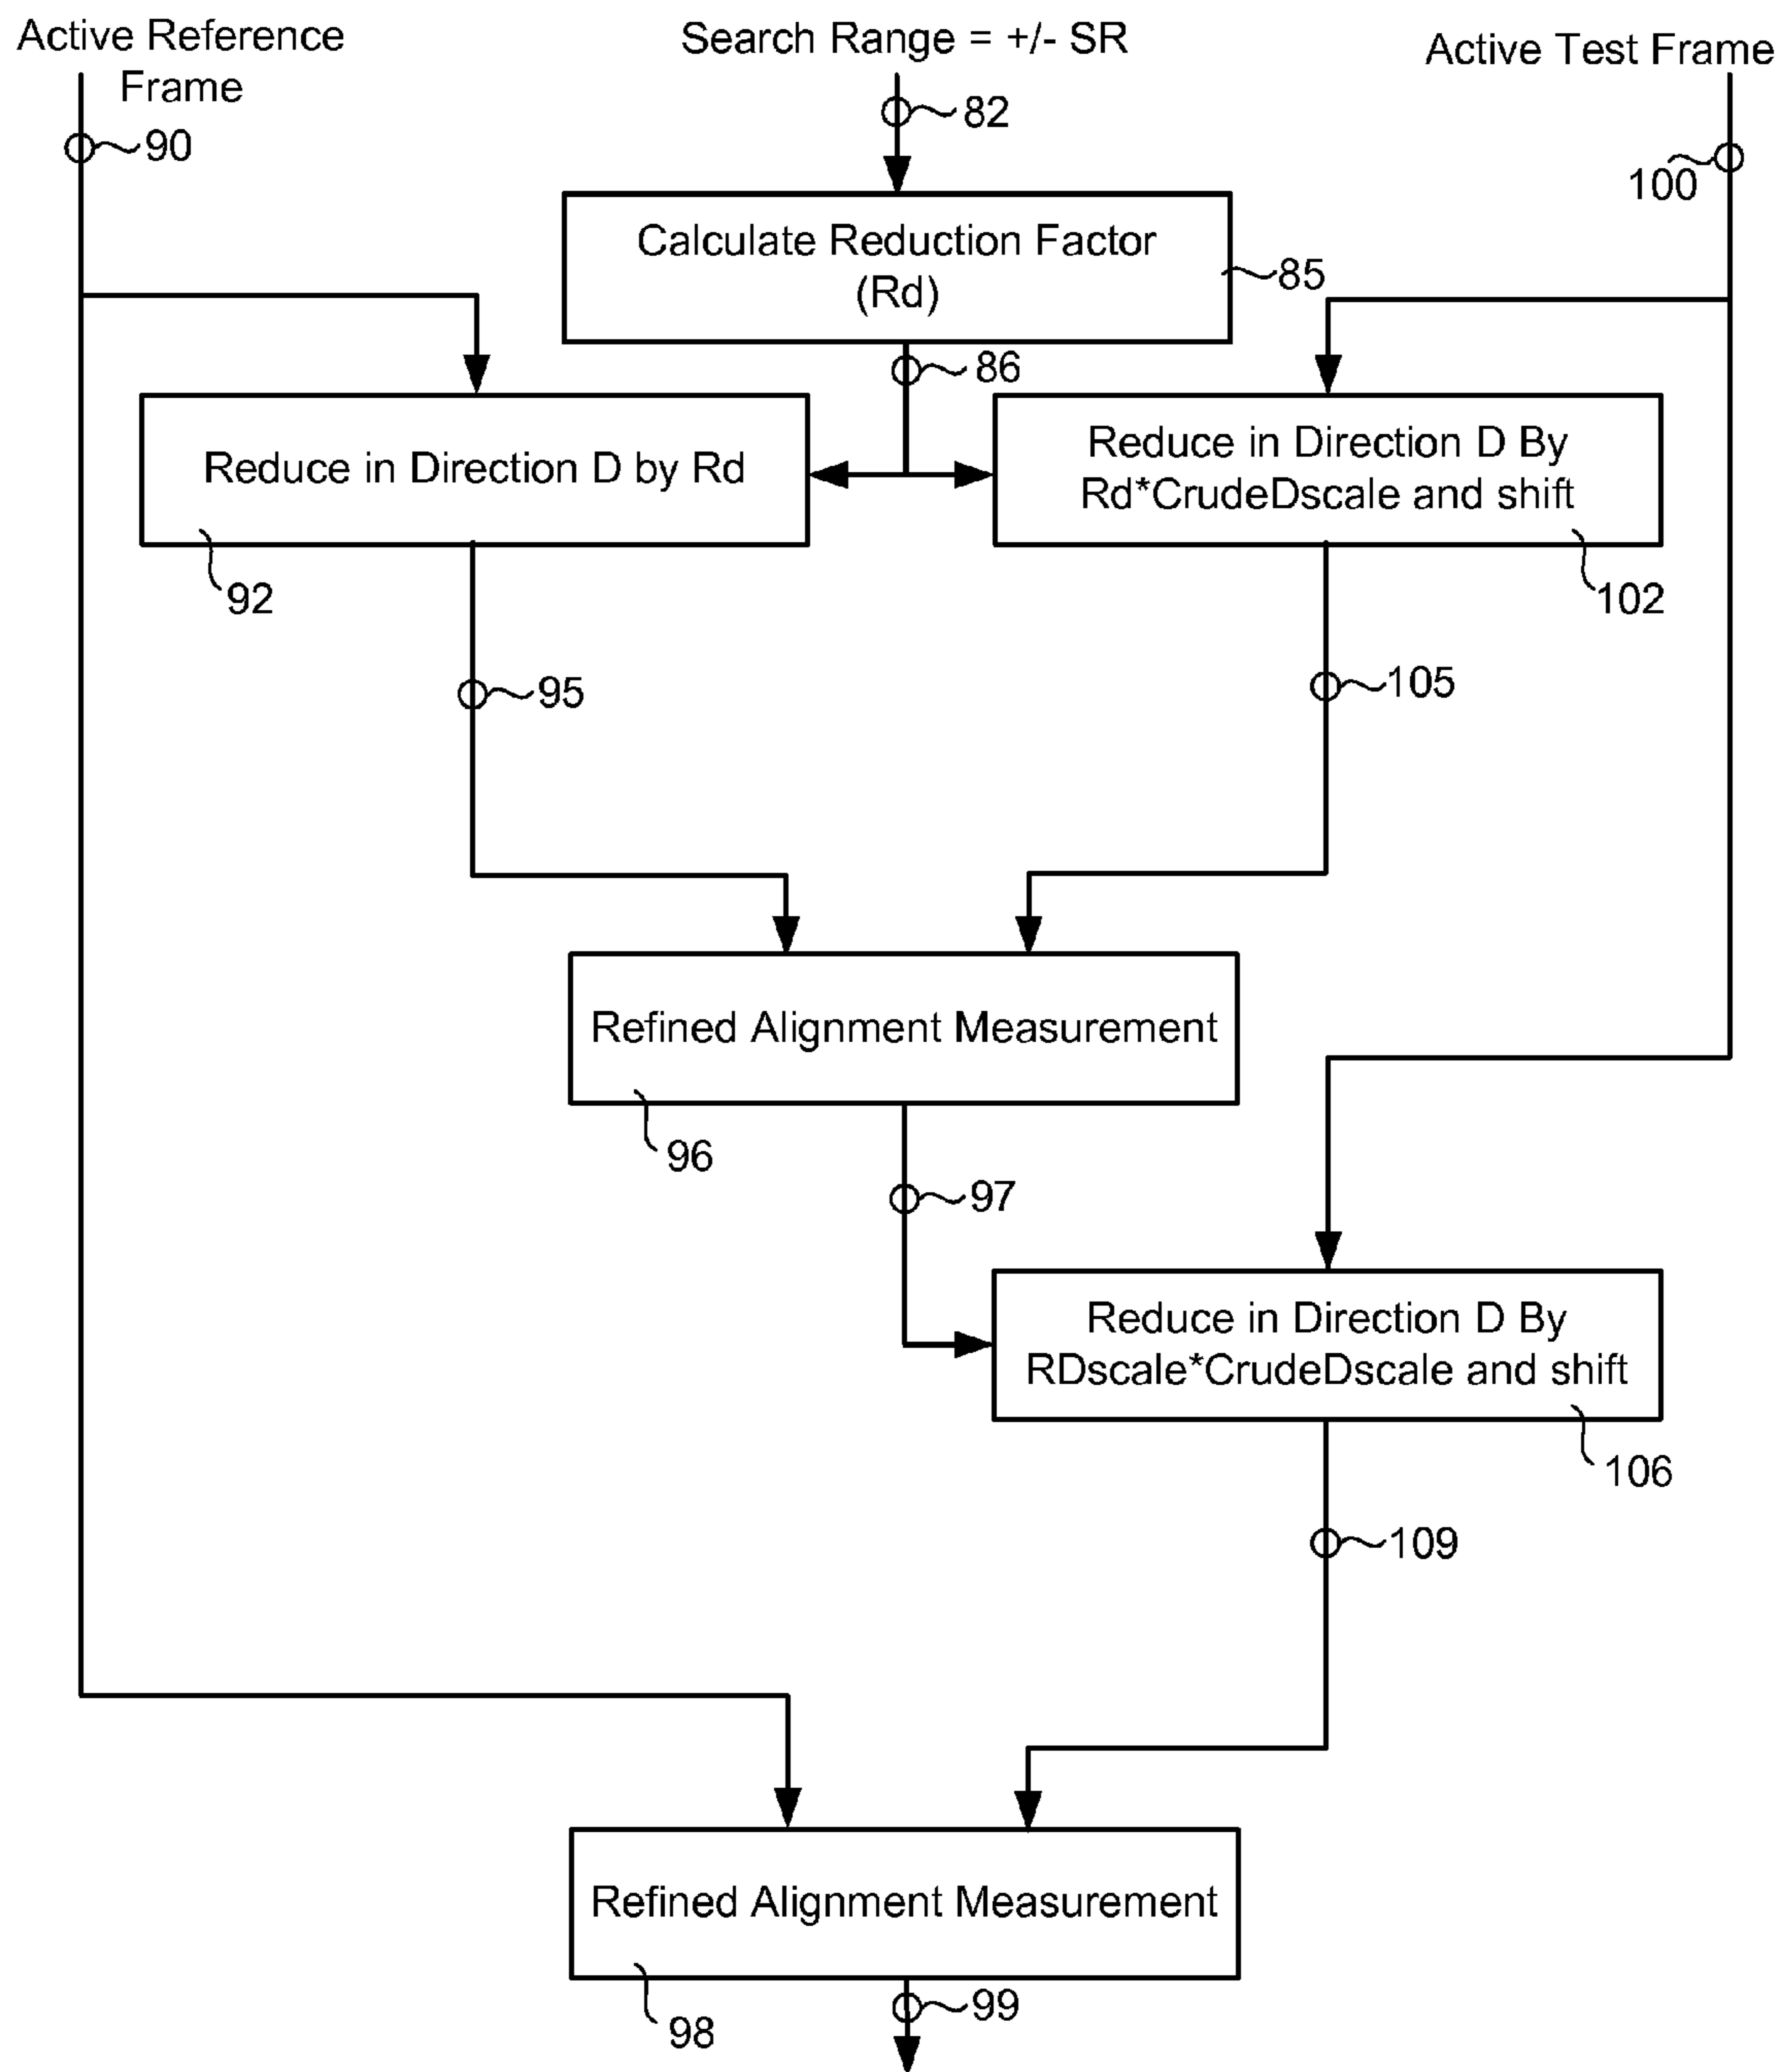 Active Reference
Frame
Search Range = +/- SR
Active Test Frame
82
90
100
Calculate Reduction Factor
(Rd)
85
86
Reduce in Direction D by Rd
Reduce in Direction D By
Rd*CrudeDscale and shift
92
102
95
105
Refined Alignment Measurement
96
97
Reduce in Direction D By
RDscale*CrudeDscale and shift
106
109
Refined Alignment Measurement
98
99